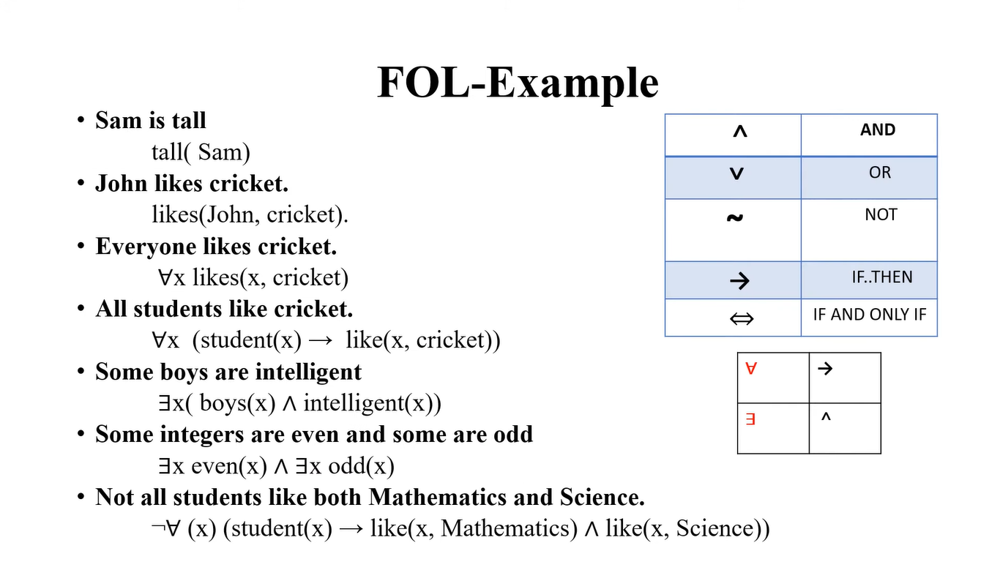 FOL-Example
• Sam is tall
tall( Sam)
• John likes cricket.
likes(John, cricket).
• Everyone likes cricket.
∀x likes(x, cricket)
• All students like cricket.
∀x (student(x) → like(x, cricket))
• Some boys are intelligent
∃x( boys(x) ∧ intelligent(x))
• Some integers are even and some are odd
∃x even(x) ∧ ∃x odd(x)
• Not all students like both Mathematics and Science.
¬∀ (x) (student(x) → like(x, Mathematics) ∧ like(x, Science))
∧ AND
∨ OR
~ NOT
→ IF..THEN
⇔ IF AND ONLY IF
∀ →
∃ ^